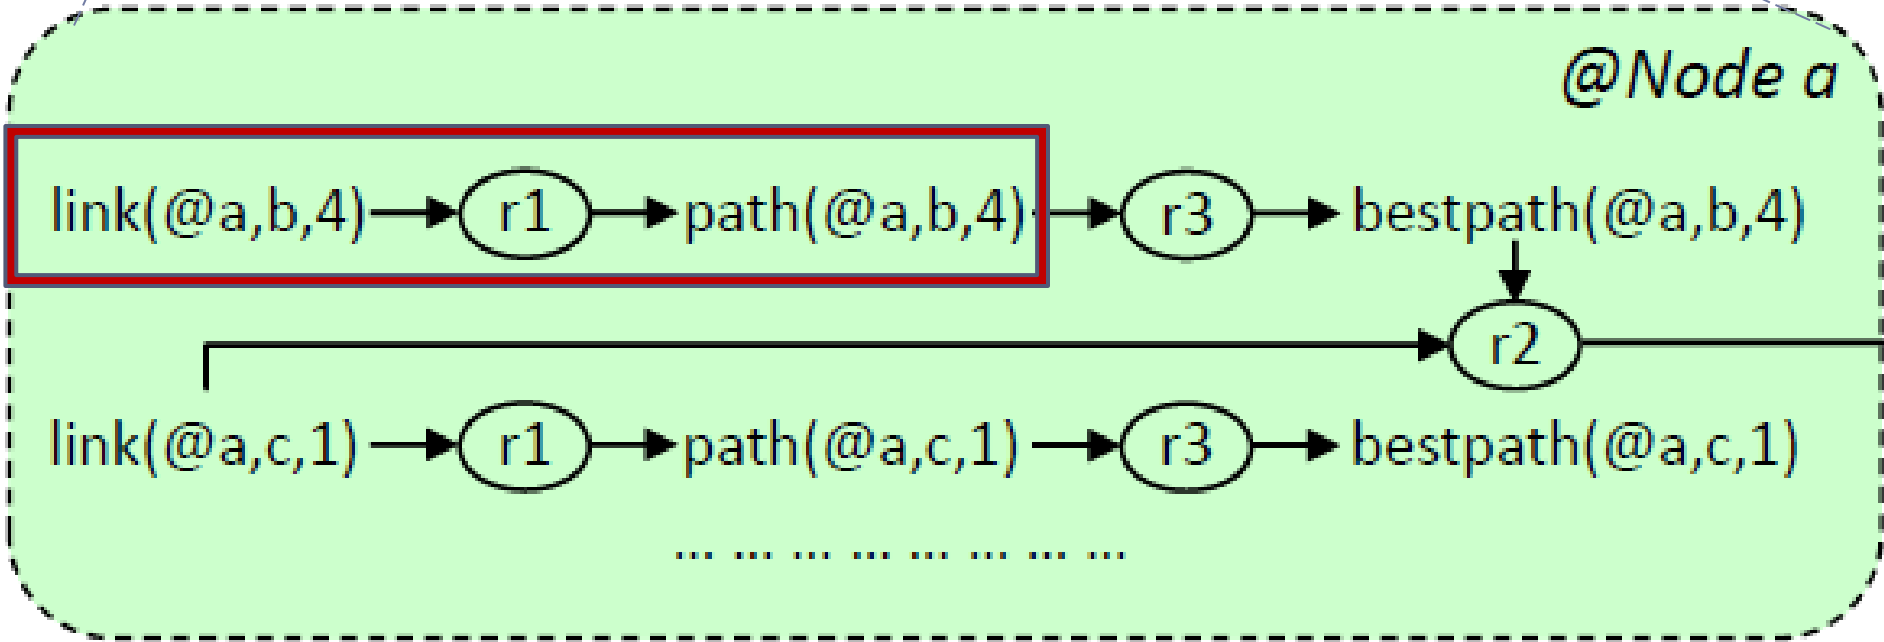 @Node a
link(@a,b,4) r1 path(@a,b,4) r3 bestpath(@a,b,4)
r2
link(@a,c,1) r1 path(@a,c,1) r3 bestpath(@a,c,1)
... ... ... ... ... ... ... ...